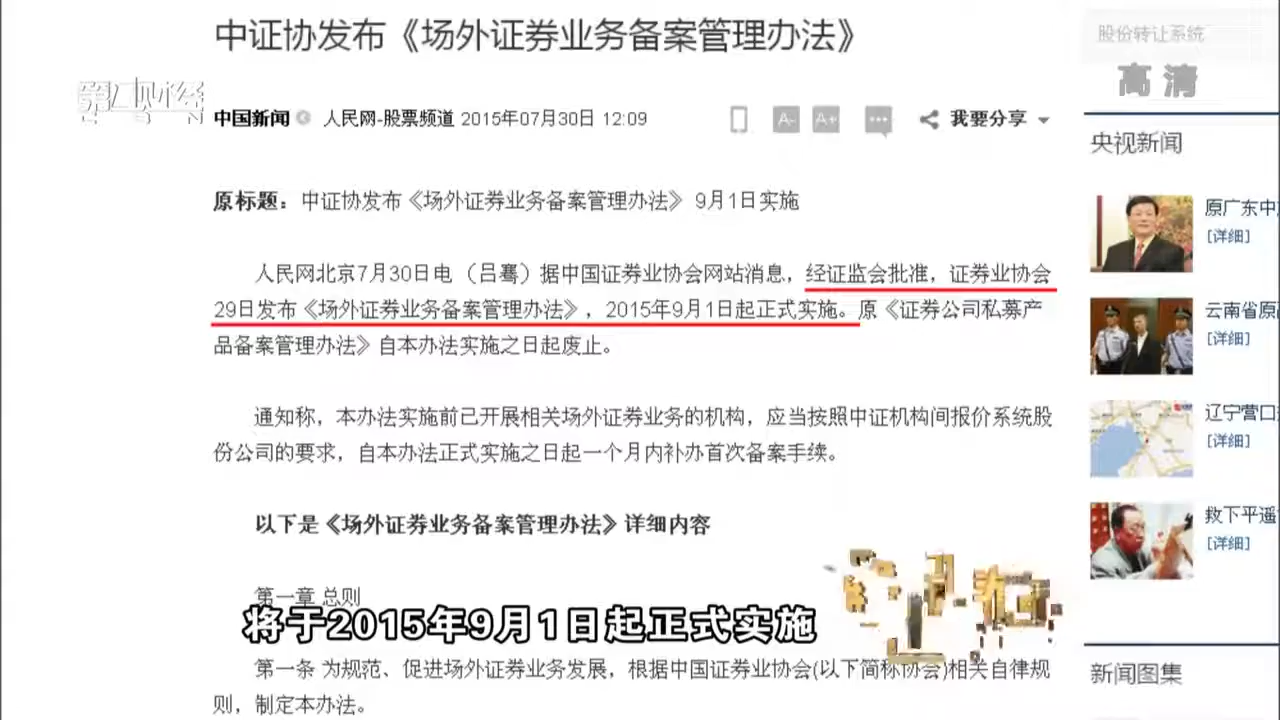 中证协发布《场外证券业务备案管理办法》
股份转让系统
高清
第一财经
中国新闻 人民网-股票频道 2015年07月30日 12:09
A- A+
我要分享
央视新闻
原标题：中证协发布《场外证券业务备案管理办法》 9月1日实施
原广东中
[详细]
人民网北京7月30日电 （吕骞）据中国证券业协会网站消息，经证监会批准，证券业协会
29日发布《场外证券业务备案管理办法》，2015年9月1日起正式实施。原《证券公司私募产
品备案管理办法》自本办法实施之日起废止。
云南省原
[详细]
通知称，本办法实施前已开展相关场外证券业务的机构，应当按照中证机构间报价系统股
份公司的要求，自本办法正式实施之日起一个月内补办首次备案手续。
辽宁营口
[详细]
以下是《场外证券业务备案管理办法》详细内容
救下平遥
[详细]
第一章 总则
将于2015年9月1日起正式实施
第一条 为规范、促进场外证券业务发展，根据中国证券业协会(以下简称协会)相关自律规
则，制定本办法。
新闻图集